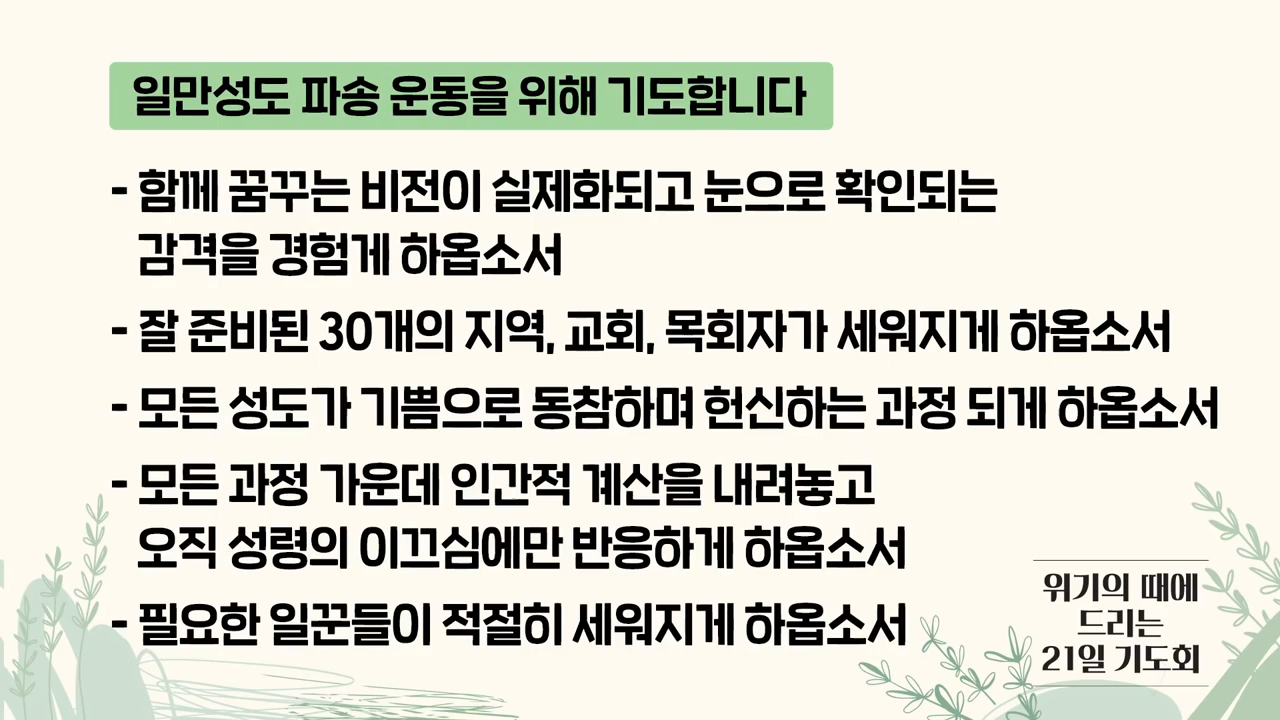 일만성도 파송 운동을 위해 기도합니다
- 함께 꿈꾸는 비전이 실제화되고 눈으로 확인되는
감격을 경험게 하옵소서
- 잘 준비된 30개의 지역, 교회, 목회자가 세워지게 하옵소서
- 모든 성도가 기쁨으로 동참하며 헌신하는 과정 되게 하옵소서
- 모든 과정 가운데 인간적 계산을 내려놓고
오직 성령의 이끄심에만 반응하게 하옵소서
- 필요한 일꾼들이 적절히 세워지게 하옵소서
위기의 때에
드리는
21일 기도회